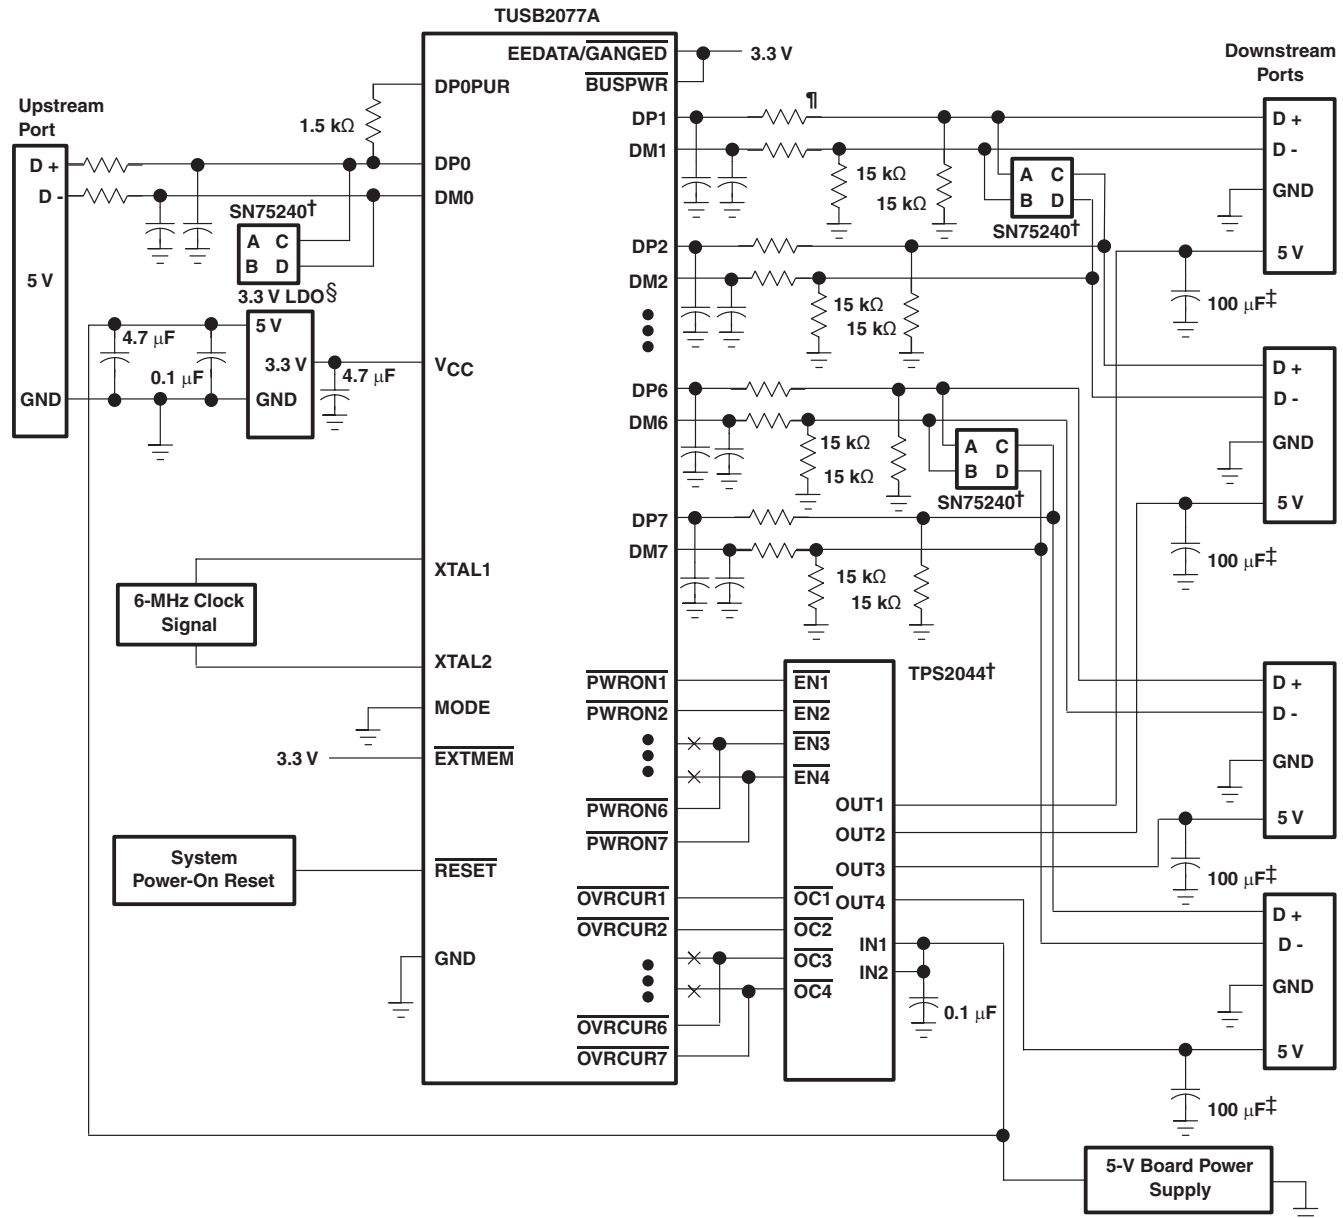 TUSB2077A
EEDATA/GANGED
3.3 V
BUSPWR
Downstream
Ports
Upstream
Port
DP0PUR
1.5 kΩ
D +
DP0
D -
DM0
SN75240†
A C
B D
5 V
3.3 V LDO§
5 V
4.7 μF
3.3 V
0.1 μF
4.7 μF
VCC
GND
GND
XTAL1
6-MHz Clock
Signal
XTAL2
MODE
3.3 V
EXTMEM
System
Power-On Reset
RESET
GND
DP1
¶
DM1
15 kΩ
15 kΩ
A C
B D
SN75240†
DP2
DM2
15 kΩ
15 kΩ
DP6
DM6
15 kΩ
15 kΩ
A C
B D
SN75240†
DP7
DM7
15 kΩ
15 kΩ
PWRON1
PWRON2
PWRON6
PWRON7
OVRCUR1
OVRCUR2
OVRCUR6
OVRCUR7
TPS2044†
EN1
EN2
EN3
EN4
OUT1
OUT2
OUT3
OC1
OUT4
OC2
IN1
OC3
IN2
OC4
0.1 μF
D +
D -
GND
5 V
100 μF‡
D +
D -
GND
5 V
100 μF‡
D +
D -
GND
5 V
100 μF‡
D +
D -
GND
5 V
100 μF‡
5-V Board Power
Supply